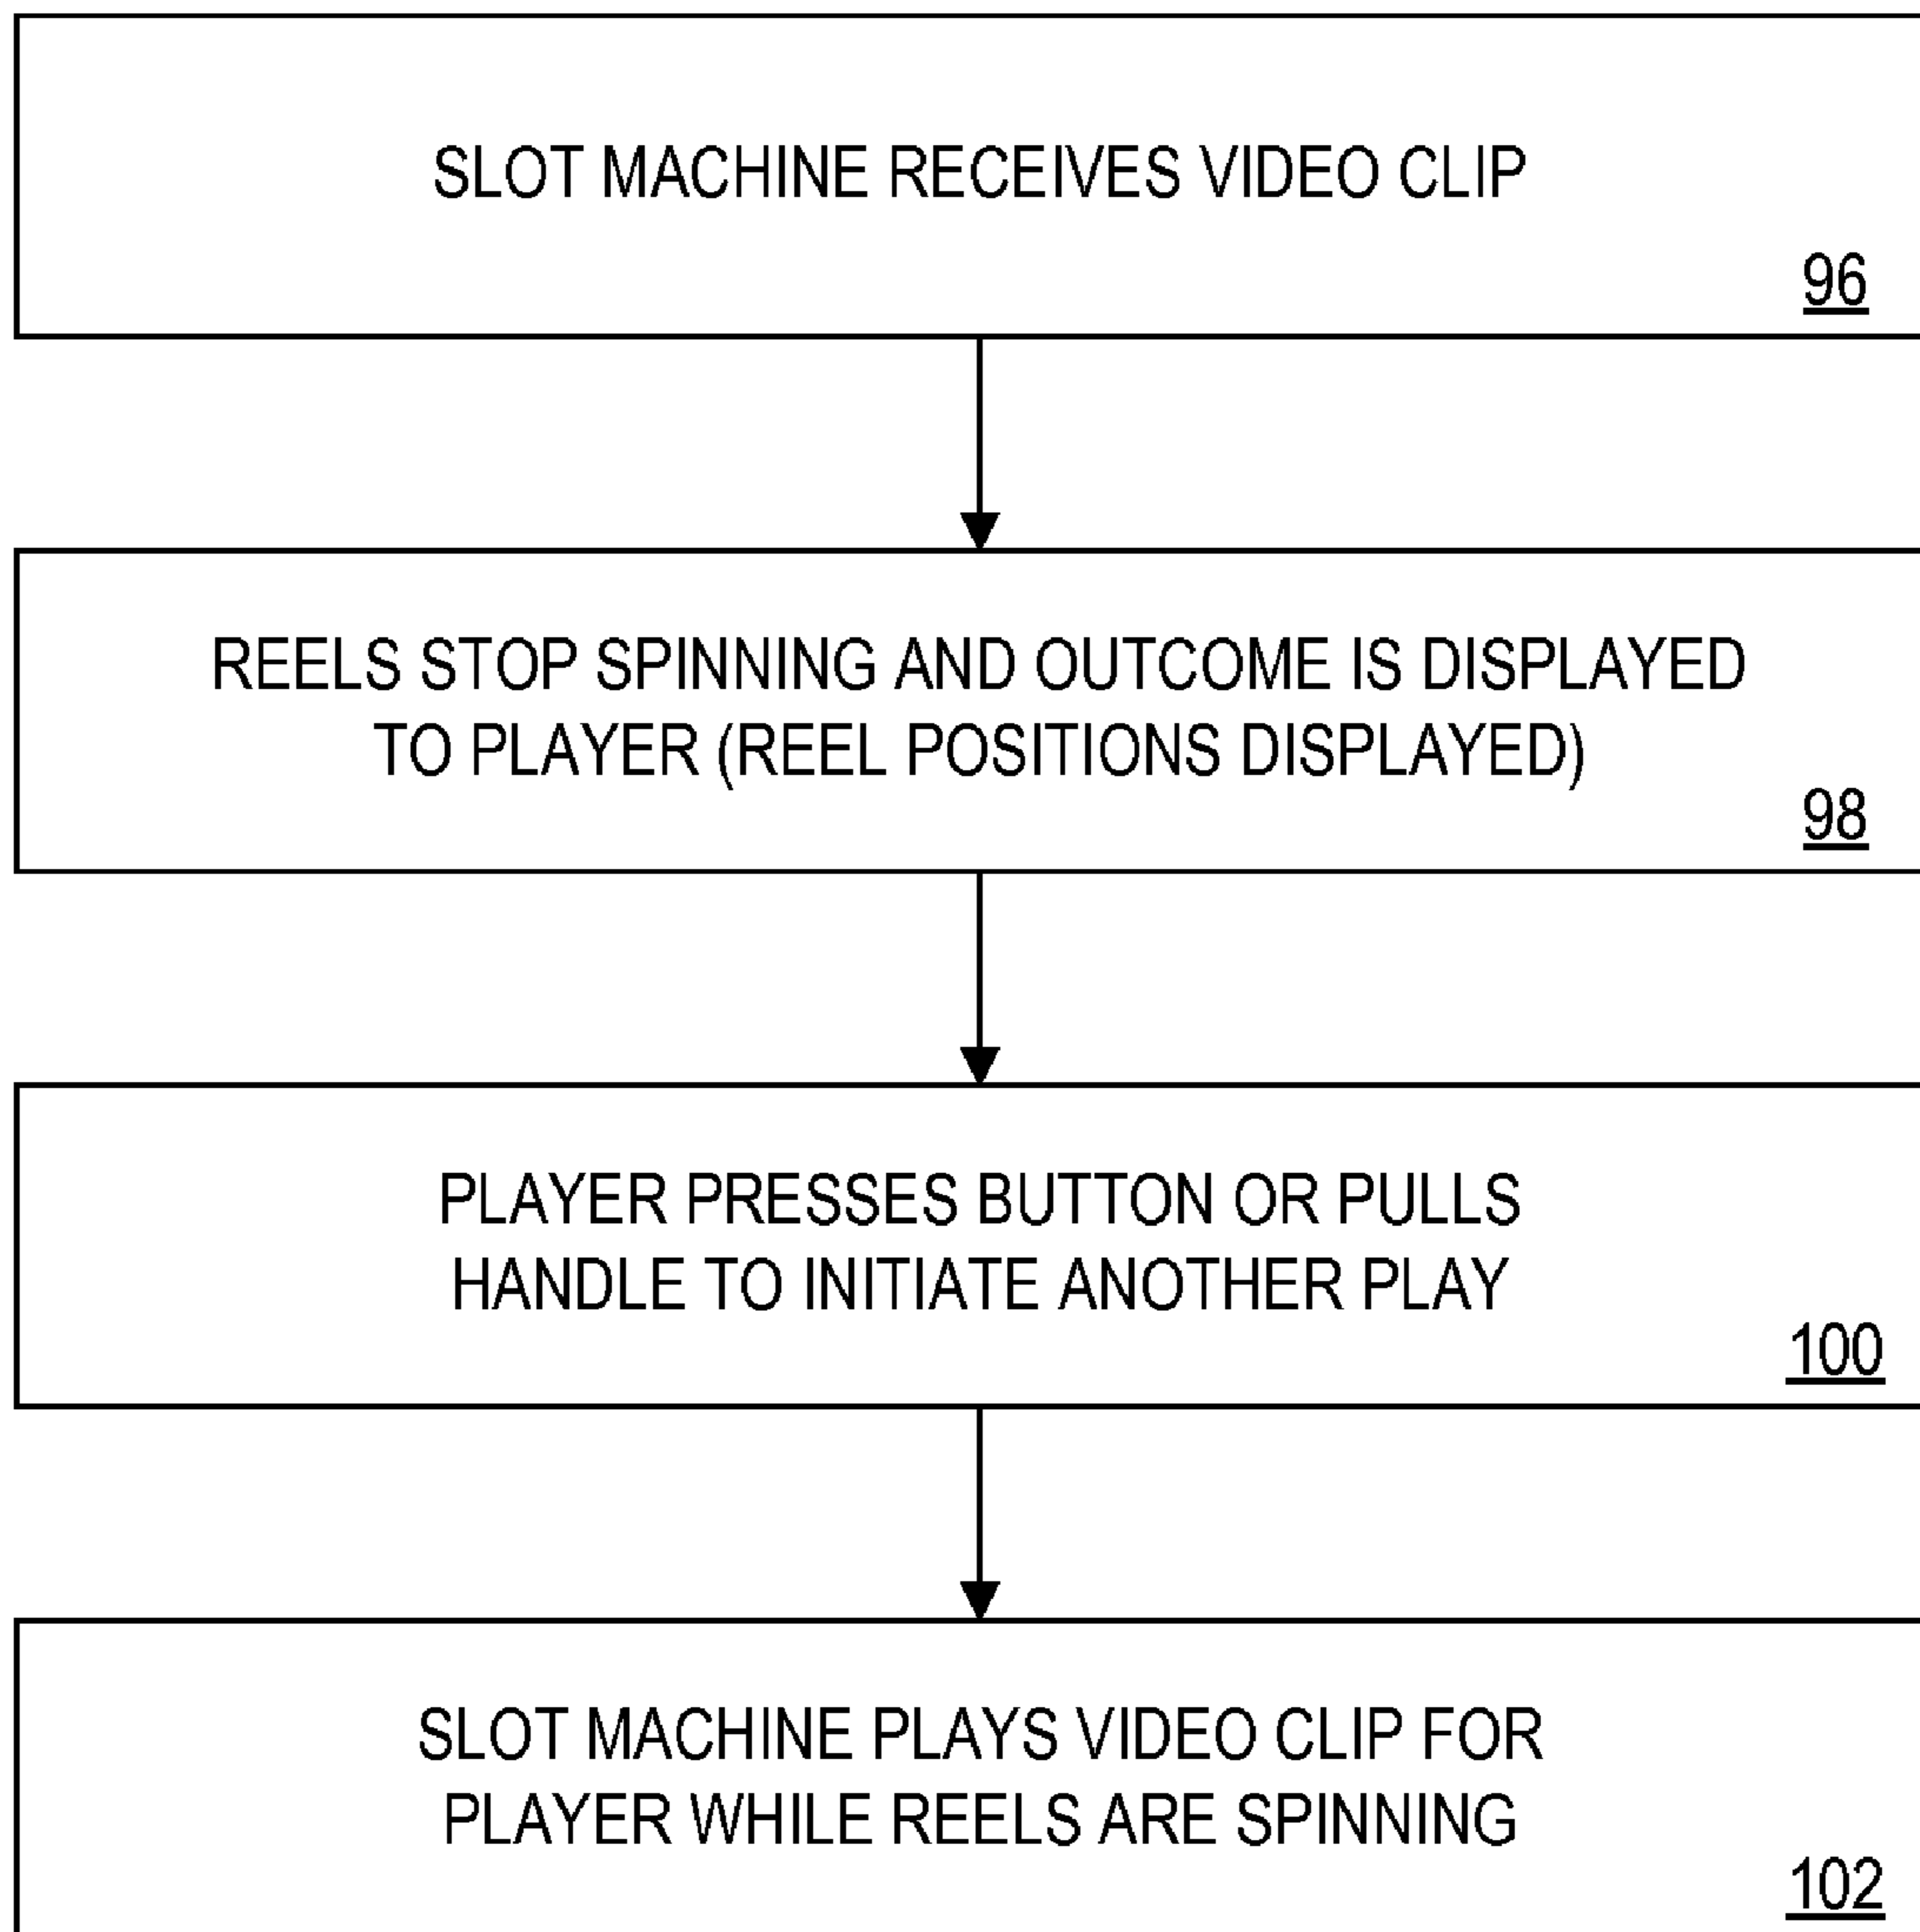 SLOT MACHINE RECEIVES VIDEO CLIP
96
REELS STOP SPINNING AND OUTCOME IS DISPLAYED
TO PLAYER (REEL POSITIONS DISPLAYED)
98
PLAYER PRESSES BUTTON OR PULLS
HANDLE TO INITIATE ANOTHER PLAY
100
SLOT MACHINE PLAYS VIDEO CLIP FOR
PLAYER WHILE REELS ARE SPINNING
102